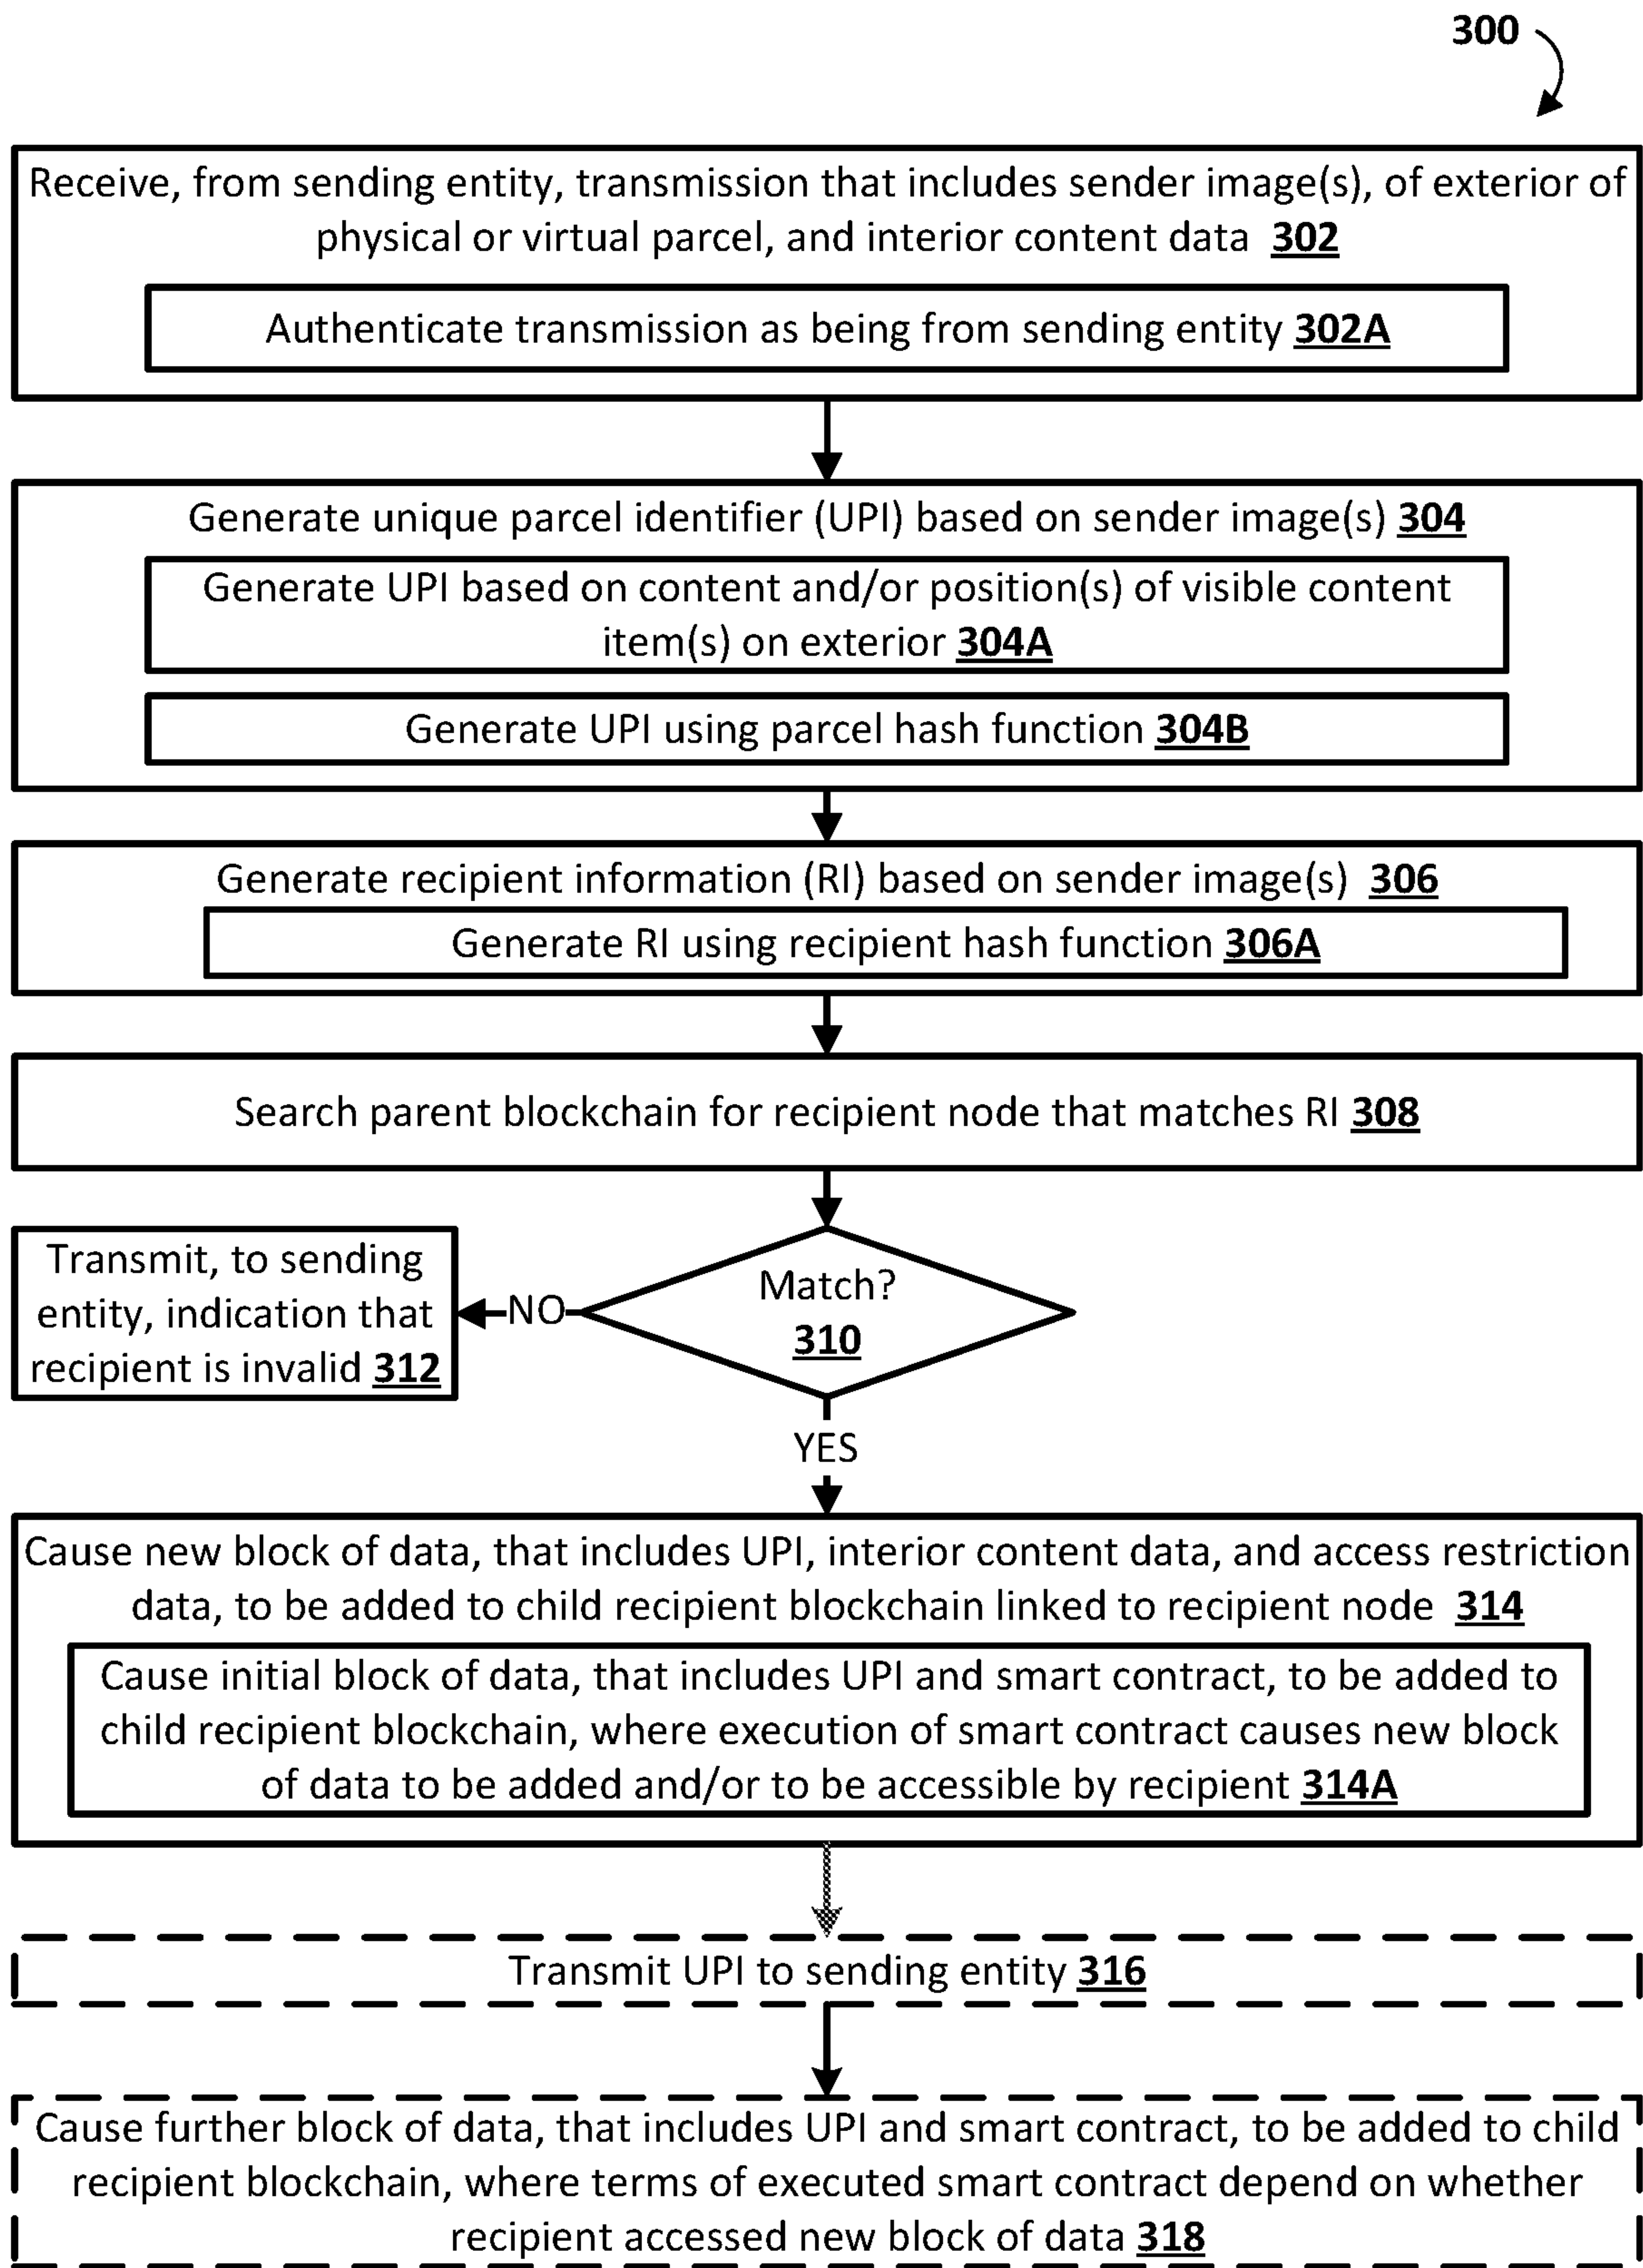 300
Receive, from sending entity, transmission that includes sender image(s), of exterior of
physical or virtual parcel, and interior content data 302
Authenticate transmission as being from sending entity 302A
Generate unique parcel identifier (UPI) based on sender image(s) 304
Generate UPI based on content and/or position(s) of visible content
item(s) on exterior 304A
Generate UPI using parcel hash function 304B
Generate recipient information (RI) based on sender image(s) 306
Generate RI using recipient hash function 306A
Search parent blockchain for recipient node that matches RI 308
Match?
310
NO
Transmit, to sending
entity, indication that
recipient is invalid 312
YES
Cause new block of data, that includes UPI, interior content data, and access restriction
data, to be added to child recipient blockchain linked to recipient node 314
Cause initial block of data, that includes UPI and smart contract, to be added to
child recipient blockchain, where execution of smart contract causes new block
of data to be added and/or to be accessible by recipient 314A
Transmit UPI to sending entity 316
Cause further block of data, that includes UPI and smart contract, to be added to child
recipient blockchain, where terms of executed smart contract depend on whether
recipient accessed new block of data 318